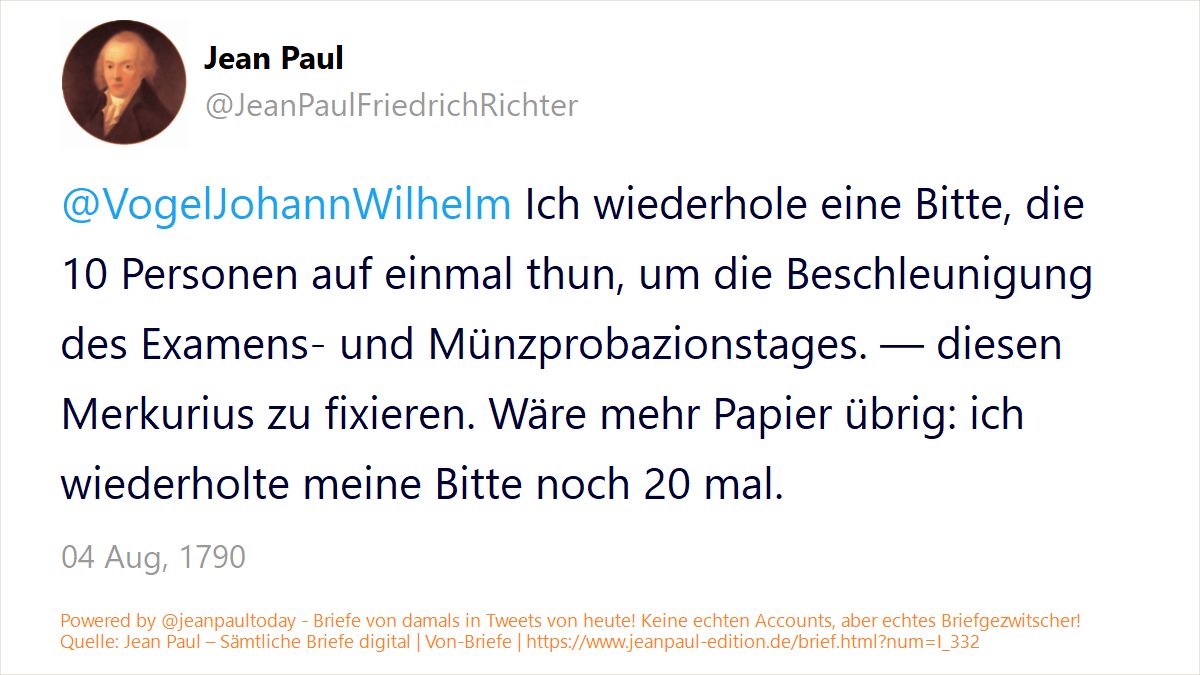 Jean Paul
@JeanPaulFriedrichRichter
@VogelJohannWilhelm Ich wiederhole eine Bitte, die
10 Personen auf einmal thun, um die Beschleunigung
des Examens- und Münzprobazionstages. — diesen
Merkurius zu fixieren. Wäre mehr Papier übrig: ich
wiederholte meine Bitte noch 20 mal.
04 Aug, 1790
Powered by @jeanpaultoday - Briefe von damals in Tweets von heute! Keine echten Accounts, aber echtes Briefgezwitscher!
Quelle: Jean Paul – Sämtliche Briefe digital | Von-Briefe | https://www.jeanpaul-edition.de/brief.html?num=I_332